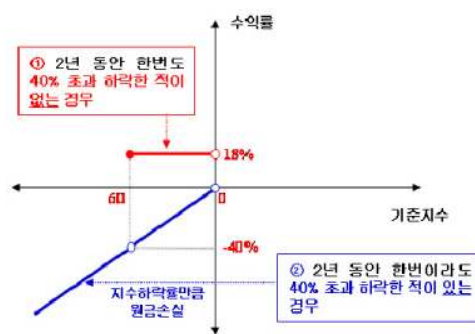 수익률
① 2년 동안 한번도
40% 초과 하락한 적이
없는 경우
18%
60
0
기준지수
-40%
지수하락률만큼
원금손실
② 2년 동안 한번이라도
40% 초과 하락한 적이 있는
경우